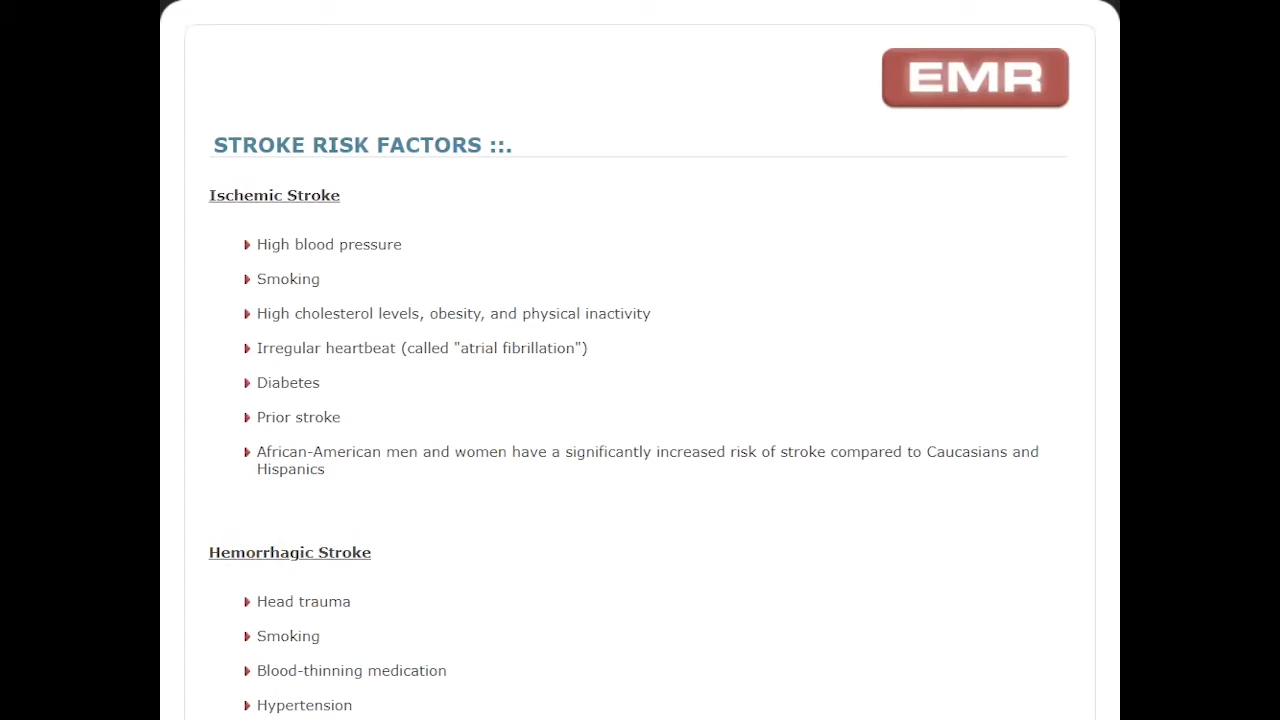 EMR
STROKE RISK FACTORS ::.
Ischemic Stroke
High blood pressure
Smoking
High cholesterol levels, obesity, and physical inactivity
Irregular heartbeat (called "atrial fibrillation")
Diabetes
Prior stroke
African-American men and women have a significantly increased risk of stroke compared to Caucasians and
Hispanics
Hemorrhagic Stroke
Head trauma
Smoking
Blood-thinning medication
Hypertension